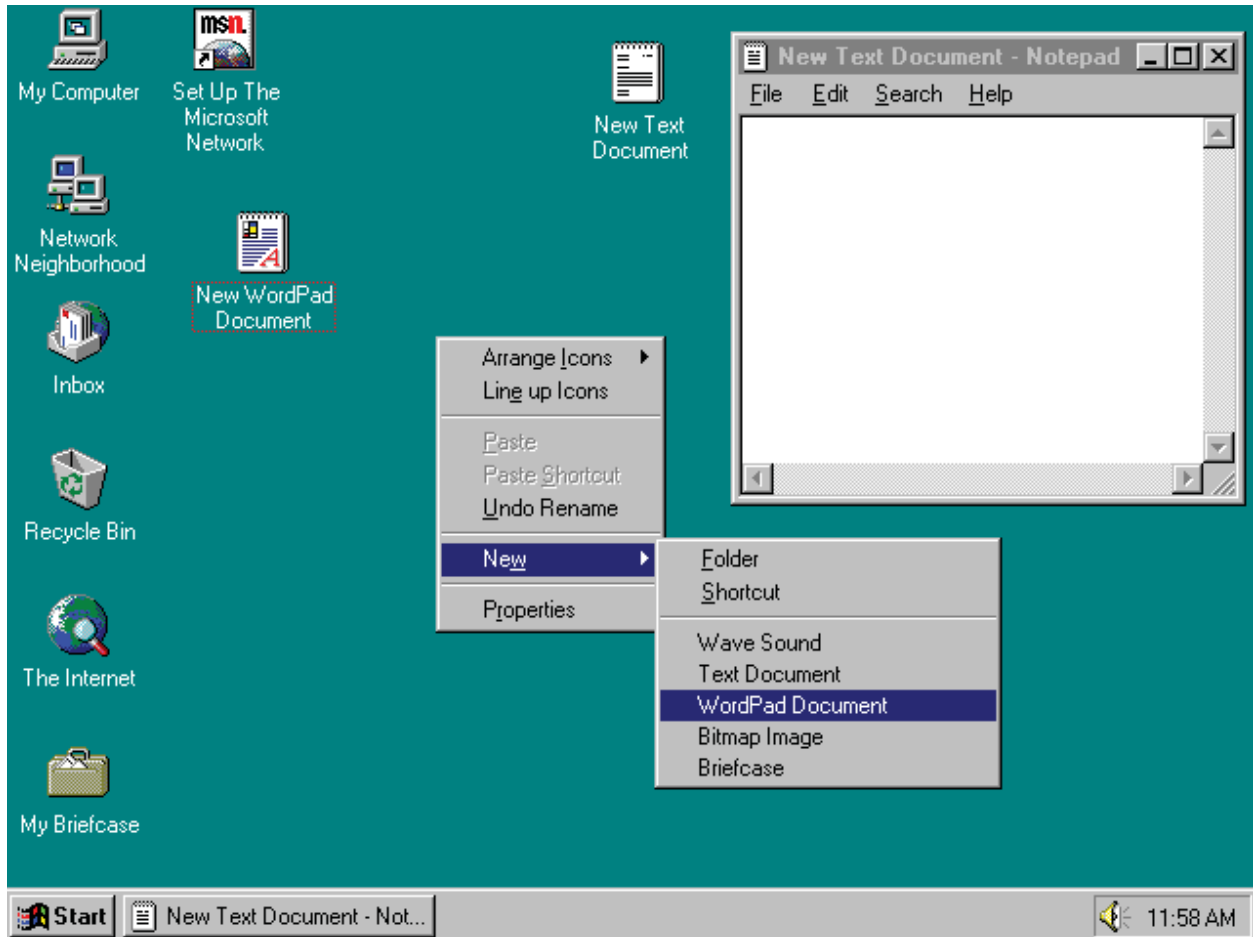 My Computer
msn.
Set Up The
Microsoft
Network
New Text
Document
Network
Neighborhood
New WordPad
Document
Inbox
Recycle Bin
The Internet
My Briefcase
New Text Document - Notepad
File Edit Search Help
Arrange Icons
Line up Icons
Paste
Paste Shortcut
Undo Rename
New
Properties
Folder
Shortcut
Wave Sound
Text Document
WordPad Document
Bitmap Image
Briefcase
Start
New Text Document - Not...
11:58 AM